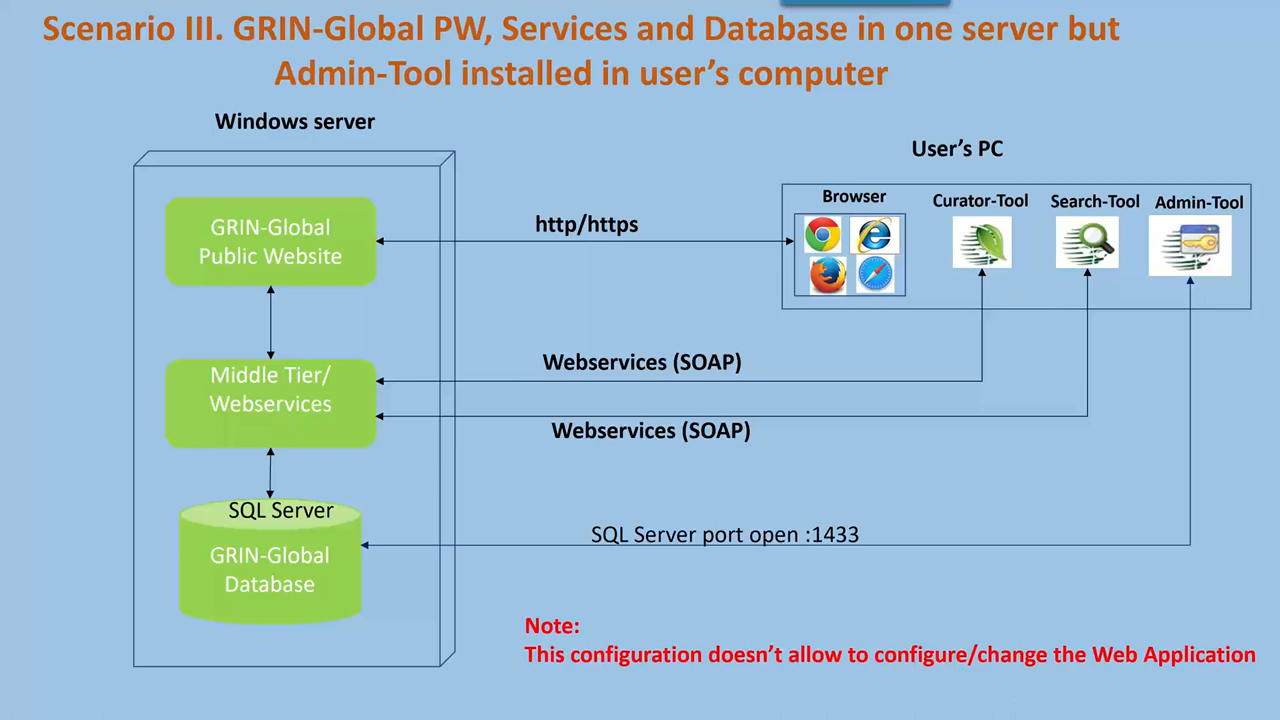 Scenario III. GRIN-Global PW, Services and Database in one server but
Admin-Tool installed in user’s computer
Windows server
User’s PC
Browser
Curator-Tool
Search-Tool
Admin-Tool
GRIN-Global
Public Website
http/https
Middle Tier/
Webservices
Webservices (SOAP)
Webservices (SOAP)
SQL Server
GRIN-Global
Database
SQL Server port open :1433
Note:
This configuration doesn’t allow to configure/change the Web Application